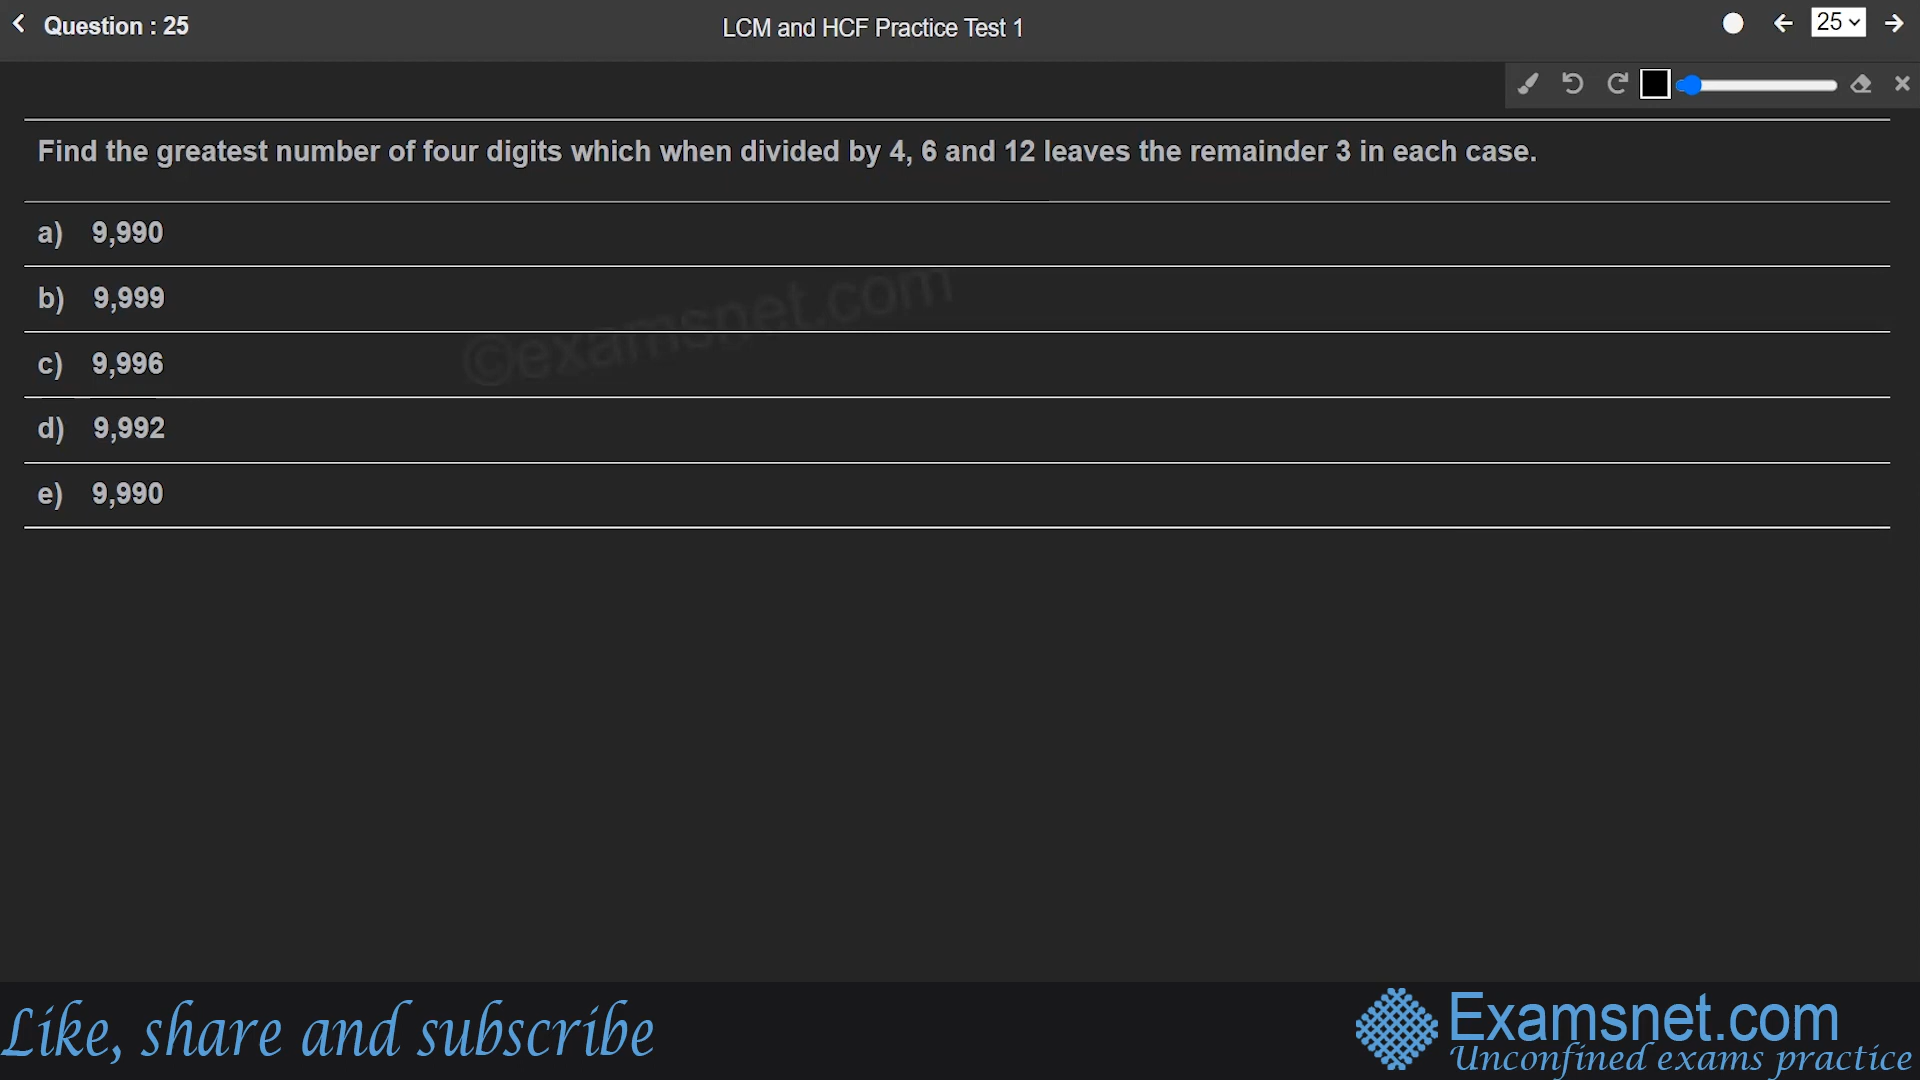 Question : 25
LCM and HCF Practice Test 1
25
Find the greatest number of four digits which when divided by 4, 6 and 12 leaves the remainder 3 in each case.
a) 9,990
b) 9,999
c) 9,996
d) 9,992
e) 9,990
©examsnet.com
Like, share and subscribe
Examsnet.com
Unconfined exams practice